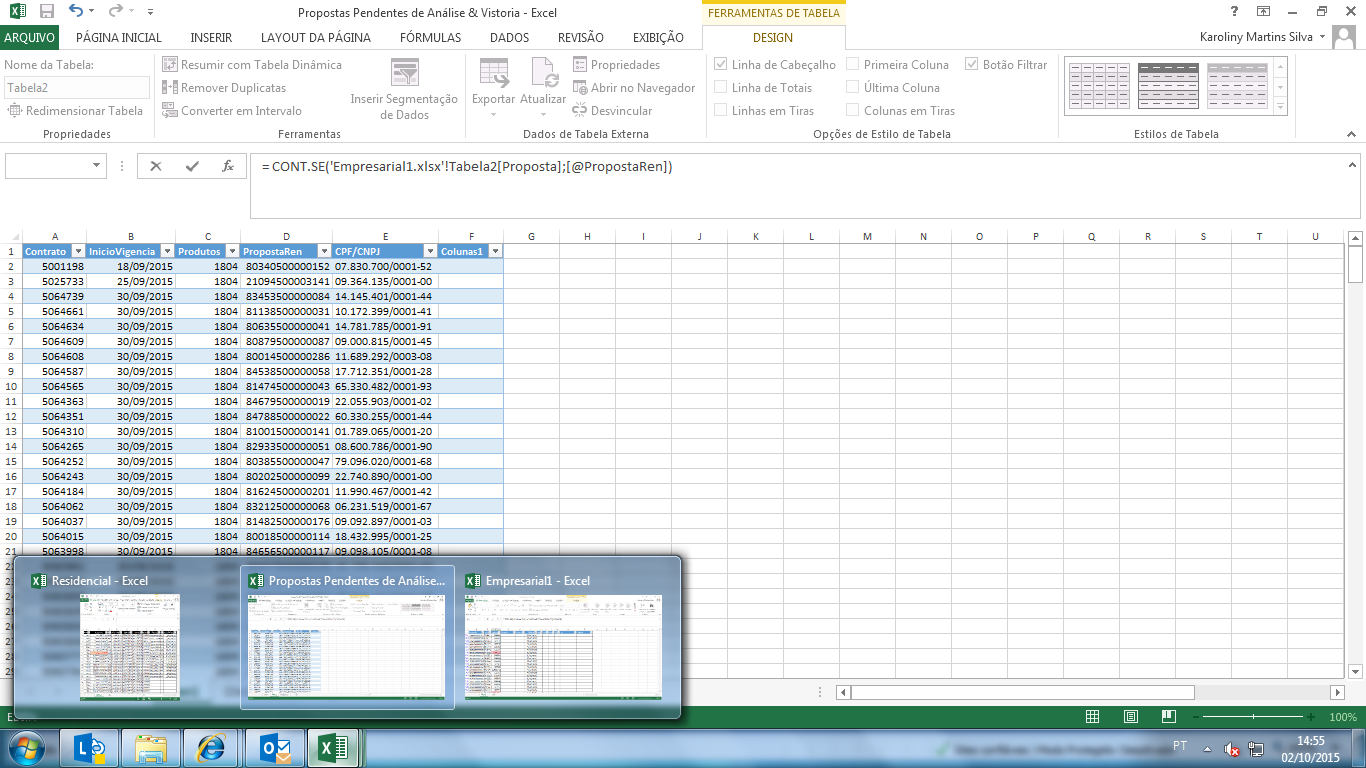 Propostas Pendentes de Análise & Vistoria - Excel
FERRAMENTAS DE TABELA
ARQUIVO PÁGINA INICIAL INSERIR LAYOUT DA PÁGINA FÓRMULAS DADOS REVISÃO EXIBIÇÃO DESIGN
Karoliny Martins Silva
Nome da Tabela:
Tabela2
Redimensionar Tabela
Propriedades
Resumir com Tabela Dinâmica
Remover Duplicatas
Converter em Intervalo
Inserir Segmentação
de Dados
Ferramentas
Exportar Atualizar
Propriedades
Abrir no Navegador
Desvincular
Dados de Tabela Externa
Linha de Cabeçalho Primeira Coluna Botão Filtrar
Linha de Totais Última Coluna
Linhas em Tiras Colunas em Tiras
Opções de Estilo de Tabela
Estilos de Tabela
fx =CONT.SE('Empresarial1.xlsx'!Tabela2[Proposta];[@PropostaRen])
A B C D E F G H I J K L M N O P Q R S T U
1 Contrato InicioVigencia Produtos PropostaRen CPF/CNPJ Colunas1
2 5001198 18/09/2015 1804 80340500000152 07.830.700/0001-52
3 5025733 25/09/2015 1804 21094500003141 09.364.135/0001-00
4 5064739 30/09/2015 1804 83453500000084 14.145.401/0001-44
5 5064661 30/09/2015 1804 81138500000031 10.172.399/0001-41
6 5064634 30/09/2015 1804 80635500000041 14.781.785/0001-91
7 5064609 30/09/2015 1804 80879500000087 09.000.815/0001-45
8 5064608 30/09/2015 1804 80014500000286 11.689.292/0003-08
9 5064587 30/09/2015 1804 84538500000058 17.712.351/0001-28
10 5064565 30/09/2015 1804 81474500000043 65.330.482/0001-93
11 5064363 30/09/2015 1804 84679500000019 22.055.903/0001-02
12 5064351 30/09/2015 1804 84788500000022 60.330.255/0001-44
13 5064310 30/09/2015 1804 81001500000141 01.789.065/0001-20
14 5064265 30/09/2015 1804 82933500000051 08.600.786/0001-90
15 5064252 30/09/2015 1804 80385500000047 79.096.020/0001-68
16 5064243 30/09/2015 1804 80202500000099 22.740.890/0001-00
17 5064184 30/09/2015 1804 81624500000201 11.990.467/0001-42
18 5064062 30/09/2015 1804 83212500000068 06.231.519/0001-67
19 5064037 30/09/2015 1804 81482500000176 09.092.897/0001-03
20 5064015 30/09/2015 1804 80018500000114 18.432.995/0001-25
21 5063998 30/09/2015 1804 84656500000117 09.098.105/0001-08
Residencial - Excel
Propostas Pendentes de Análise...
Empresarial1 - Excel
100%
PT
14:55
02/10/2015